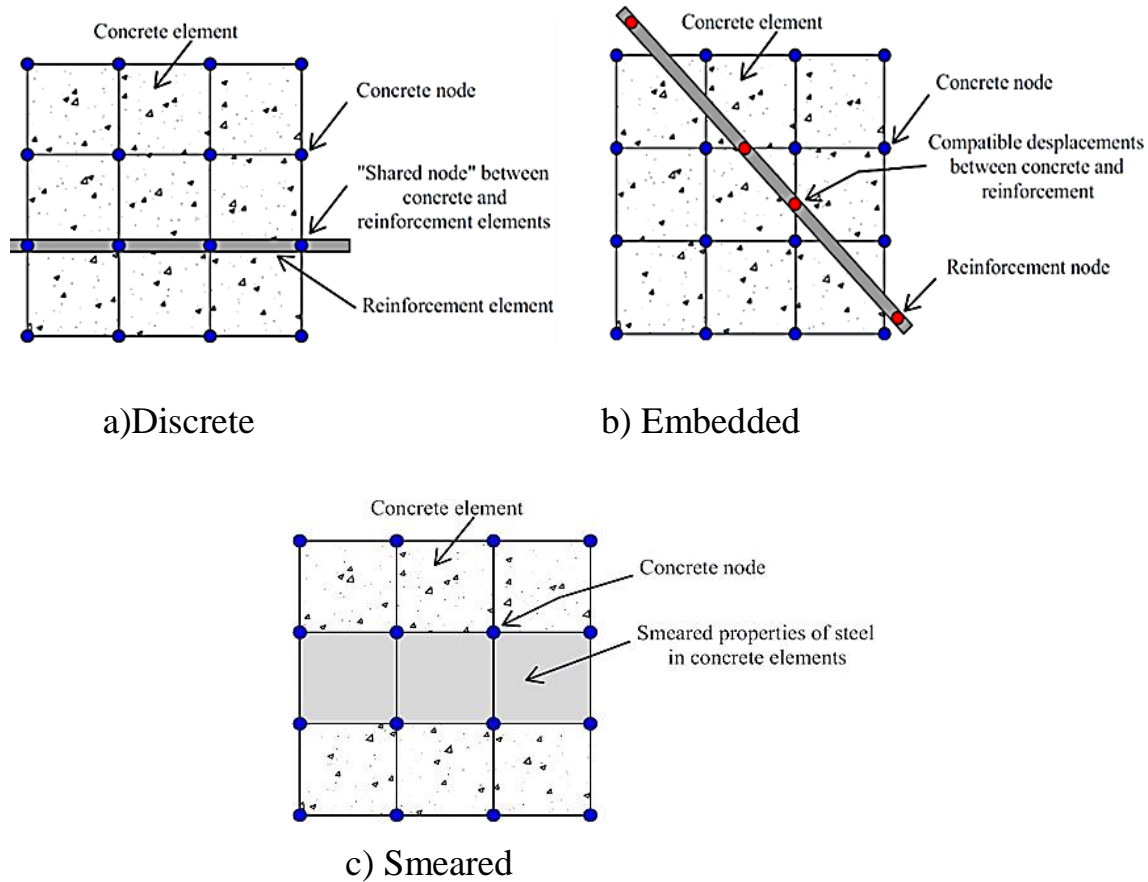 Concrete element
Concrete node
"Shared node" between
concrete and
reinforcement elements
Reinforcement element
a)Discrete
Concrete element
Concrete node
Compatible desplacements
between concrete and
reinforcement
Reinforcement node
b) Embedded
Concrete element
Concrete node
Smeared properties of steel
in concrete elements
c) Smeared